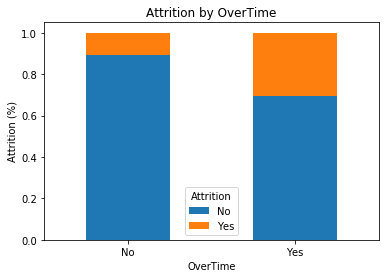 Attrition by OverTime
Attrition (%)
1.0
0.8
0.6
0.4
0.2
0.0
Attrition
No
Yes
No
Yes
OverTime